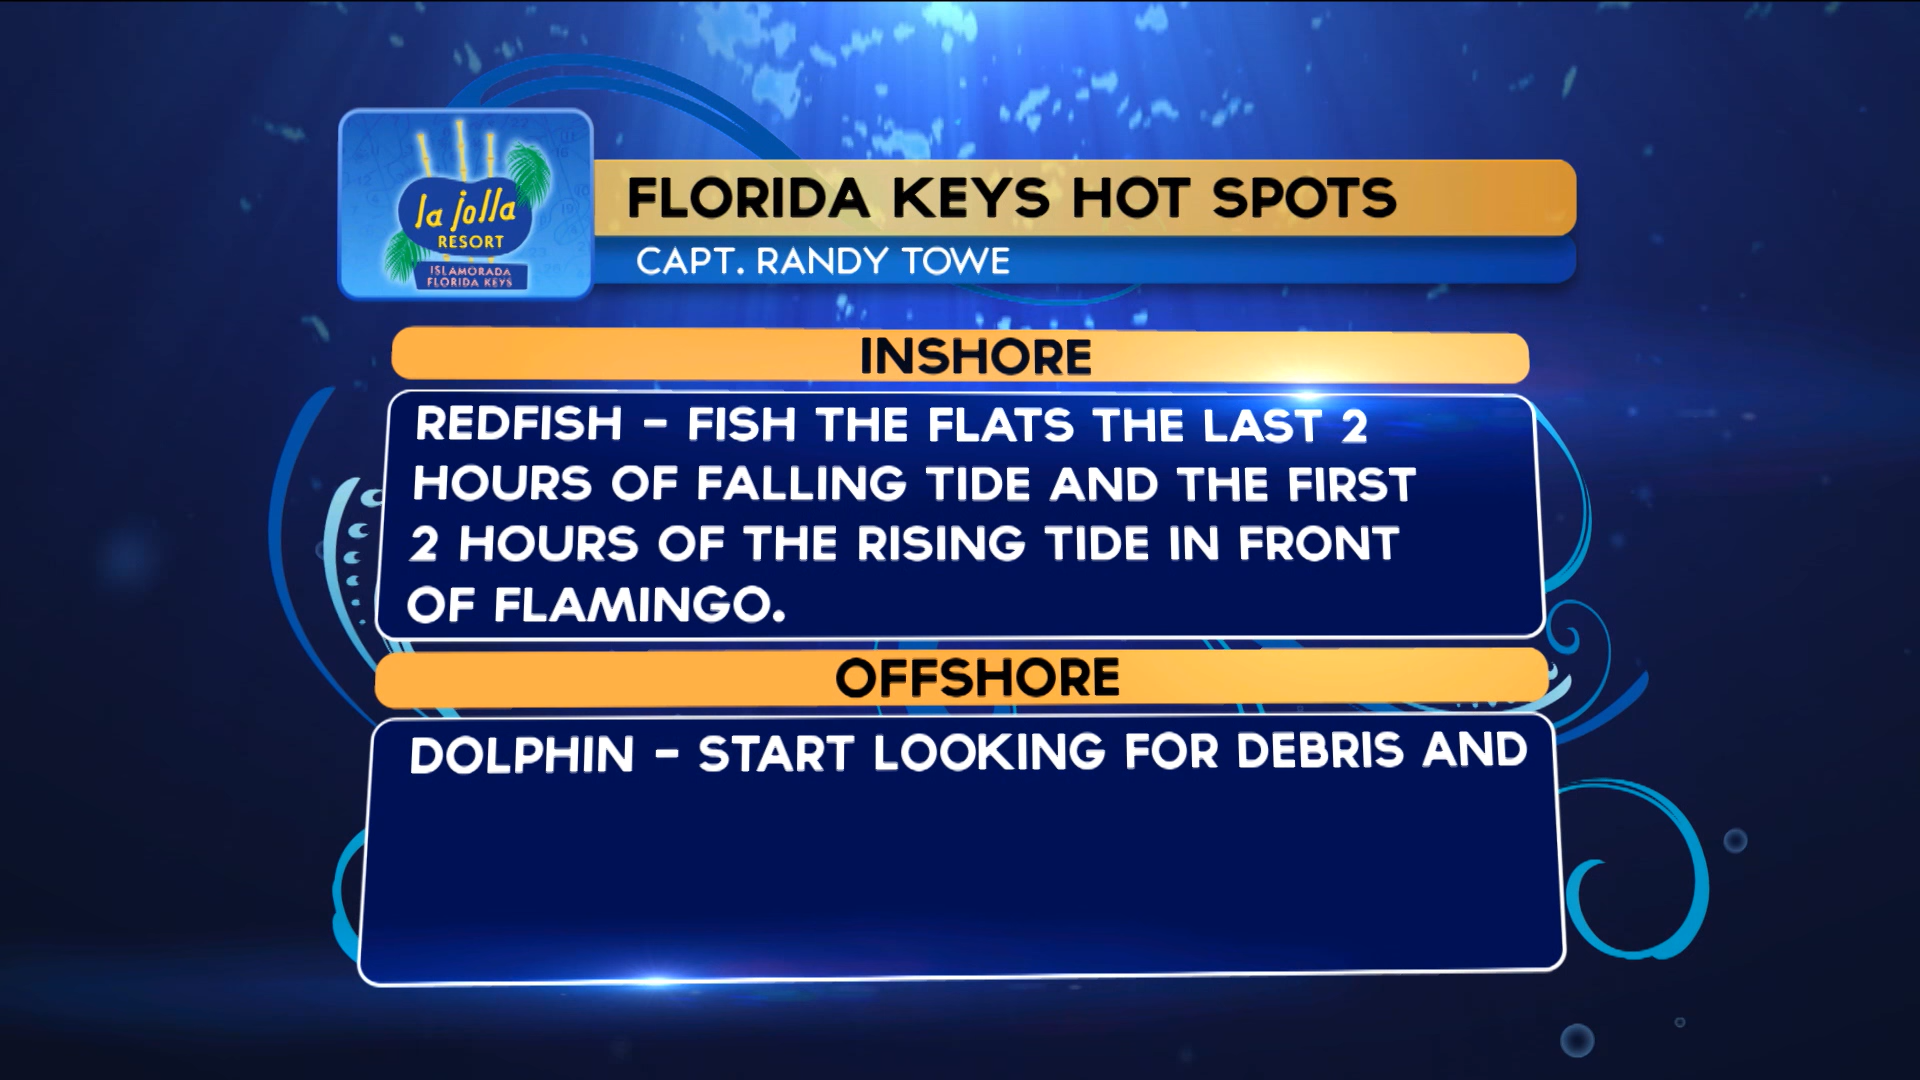 la jolla
RESORT
ISLAMORADA
FLORIDA KEYS
FLORIDA KEYS HOT SPOTS
CAPT. RANDY TOWE
INSHORE
REDFISH – FISH THE FLATS THE LAST 2
HOURS OF FALLING TIDE AND THE FIRST
2 HOURS OF THE RISING TIDE IN FRONT
OF FLAMINGO.
OFFSHORE
DOLPHIN – START LOOKING FOR DEBRIS AND